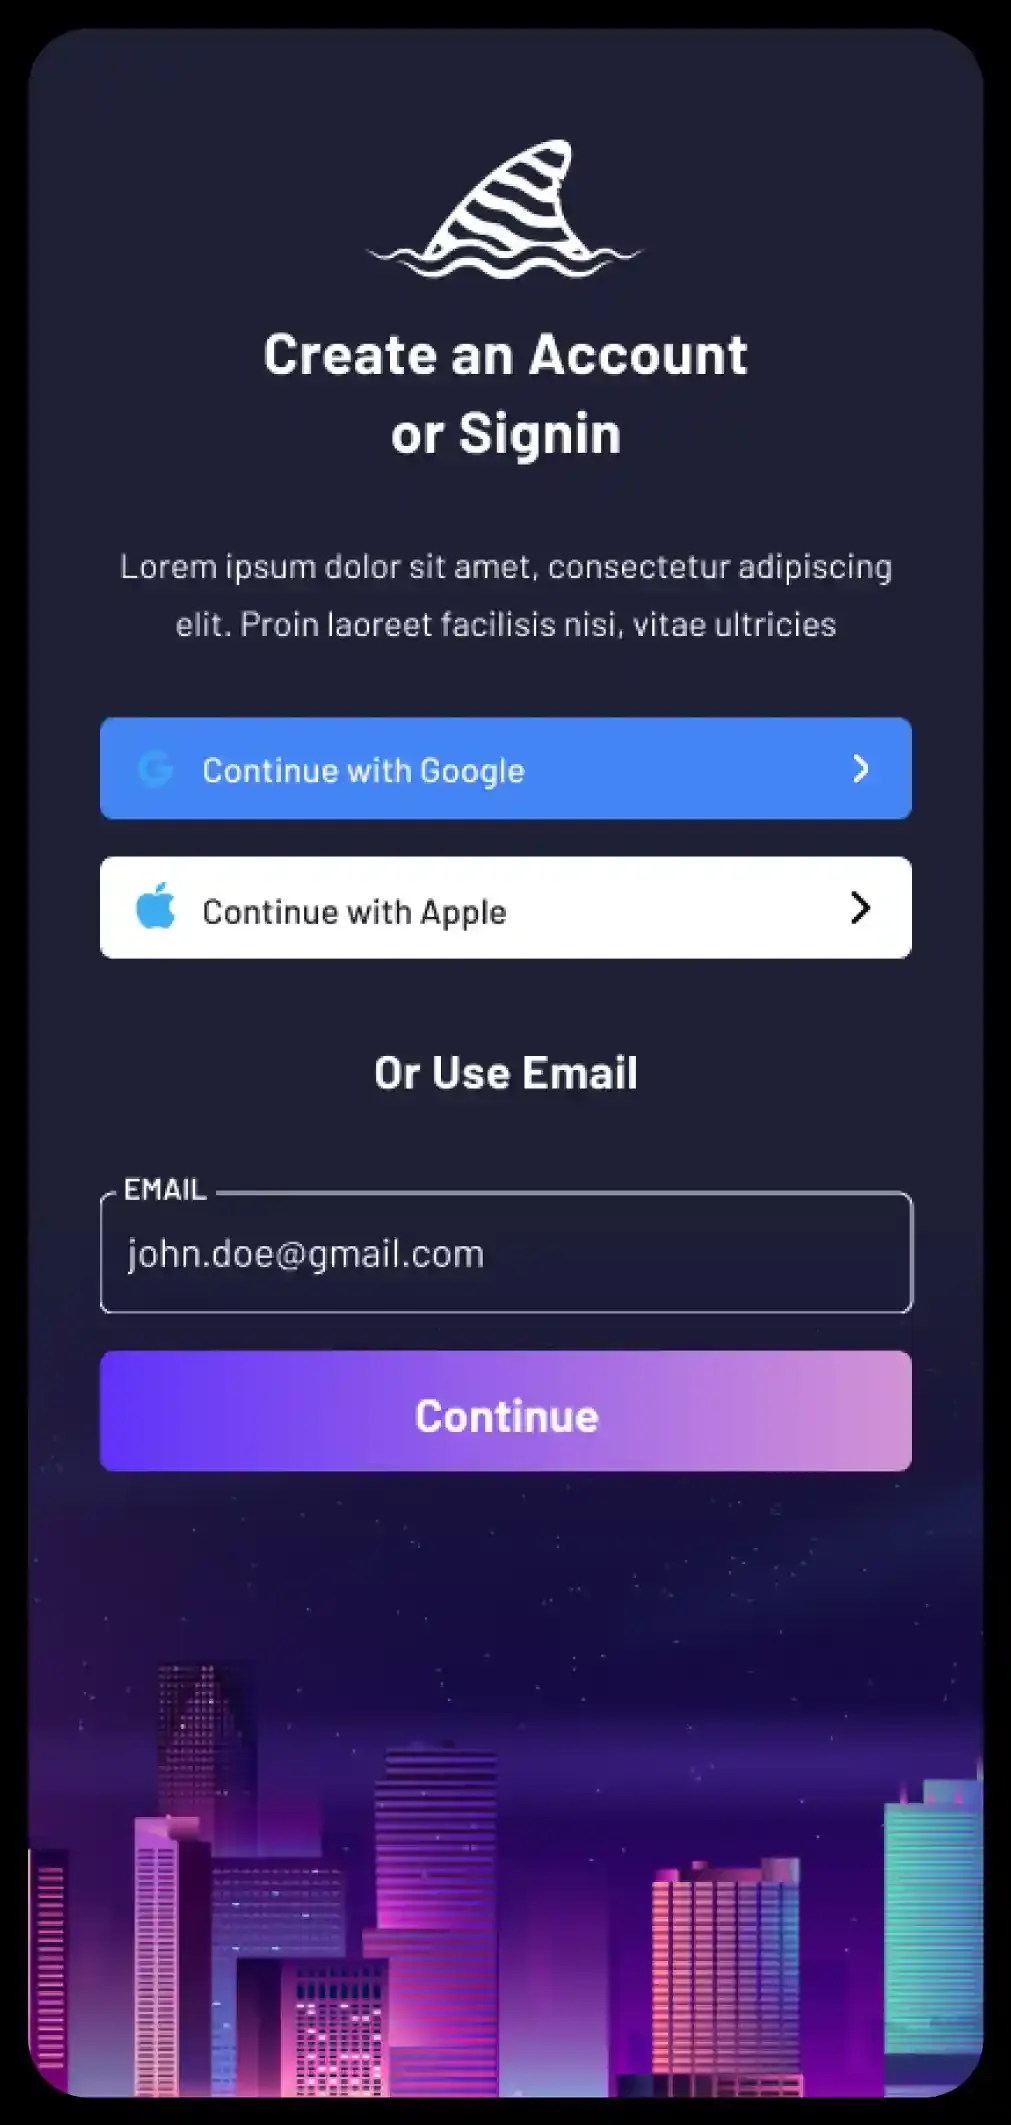 Create an Account
or Signin
Lorem ipsum dolor sit amet, consectetur adipiscing
elit. Proin laoreet facilisis nisi, vitae ultricies
Continue with Google
Continue with Apple
Or Use Email
EMAIL
john.doe@gmail.com
Continue